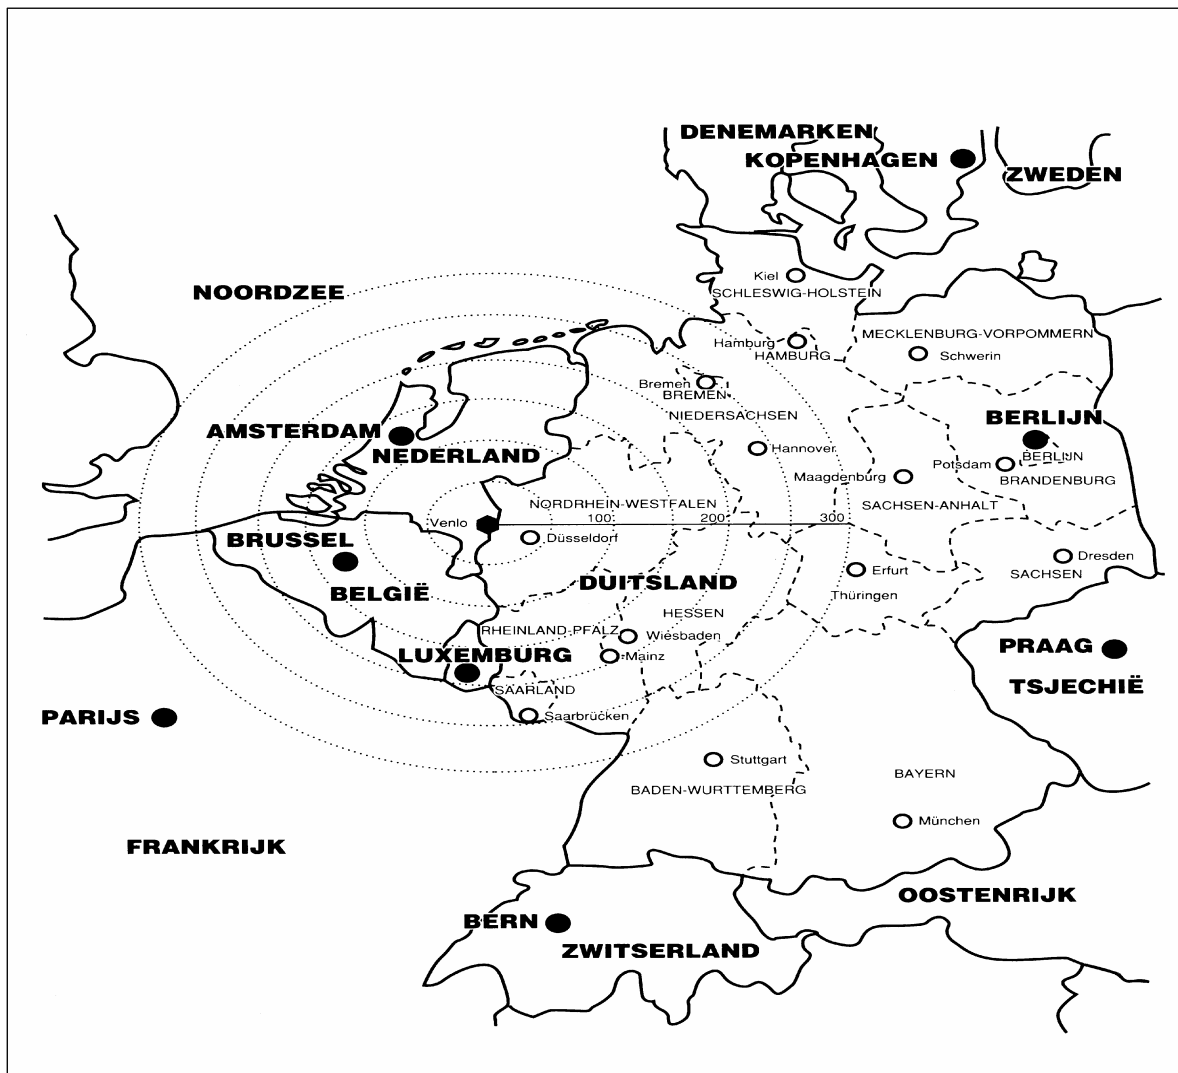 DENEMARKEN
KOPENHAGEN
ZWEDEN
Kiel
NOORDZEE
SCHLESWIG-HOLSTEIN
MECKLENBURG-VORPOMMERN
Hamburg
HAMBURG
Schwerin
Bremen
BREMEN
NIEDERSACHSEN
BERLIJN
AMSTERDAM
NEDERLAND
Hannover
BERLIJN
Potsdam
Maagdenburg
BRANDENBURG
NORDRHEIN-WESTFALEN
SACHSEN-ANHALT
Venlo
100
200
300
BRUSSEL
Düsseldorf
Dresden
BELGIË
DUITSLAND
Erfurt
SACHSEN
Thüringen
HESSEN
RHEINLAND-PFALZ
Wiesbaden
PRAAG
LUXEMBURG
Mainz
TSJECHIË
SAARLAND
PARIJS
Saarbrücken
Stuttgart
BAYERN
BADEN-WURTTEMBERG
München
FRANKRIJK
OOSTENRIJK
BERN
ZWITSERLAND